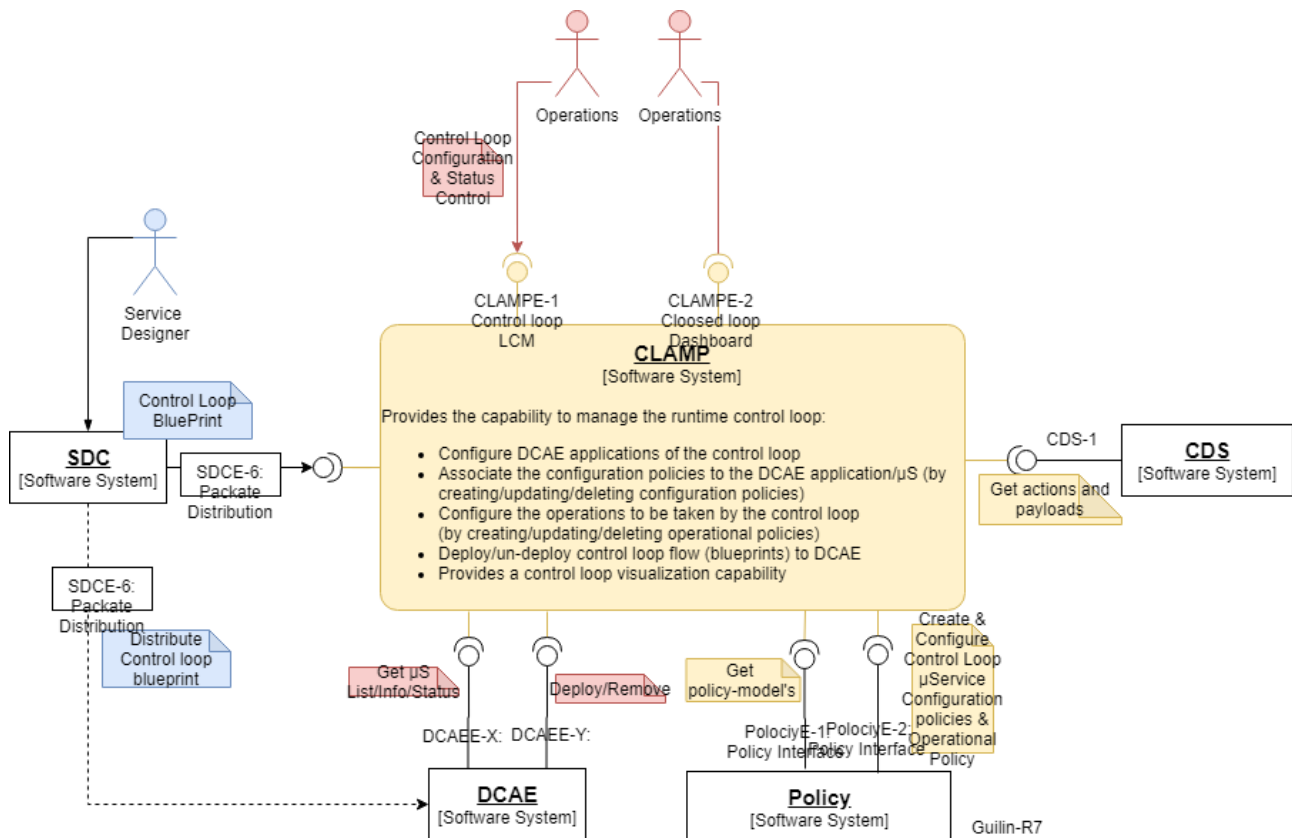 Operations
Operations
Control Loop
Configuration
& Status
Control
CLAMPE-1
Control loop
LCM
CLAMPE-2
Cloosed loop
Dashboard
Service
Designer
Control Loop
BluePrint
SDC
[Software System]
SDCE-6:
Packate
Distribution
CLAMP
[Software System]
Provides the capability to manage the runtime control loop:
• Configure DCAE applications of the control loop
• Associate the configuration policies to the DCAE application/µS (by
creating/updating/deleting configuration policies)
• Configure the operations to be taken by the control loop
(by creating/updating/deleting operational policies)
• Deploy/un-deploy control loop flow (blueprints) to DCAE
• Provides a control loop visualization capability
CDS-1
Get actions and
payloads
CDS
[Software System]
SDCE-6:
Packate
Distribution
Distribute
Control loop
blueprint
Get µS
List/Info/Status
Deploy/Remove
DCAEE-X:
DCAEE-Y:
Get
policy-model's
PolociyE-1:
Policy Interface
PolociyE-2:
Policy Interface
Create &
Configure
Control Loop
µService
Configuration
policies &
Operational
Policy
DCAE
[Software System]
Policy
[Software System]
Guilin-R7